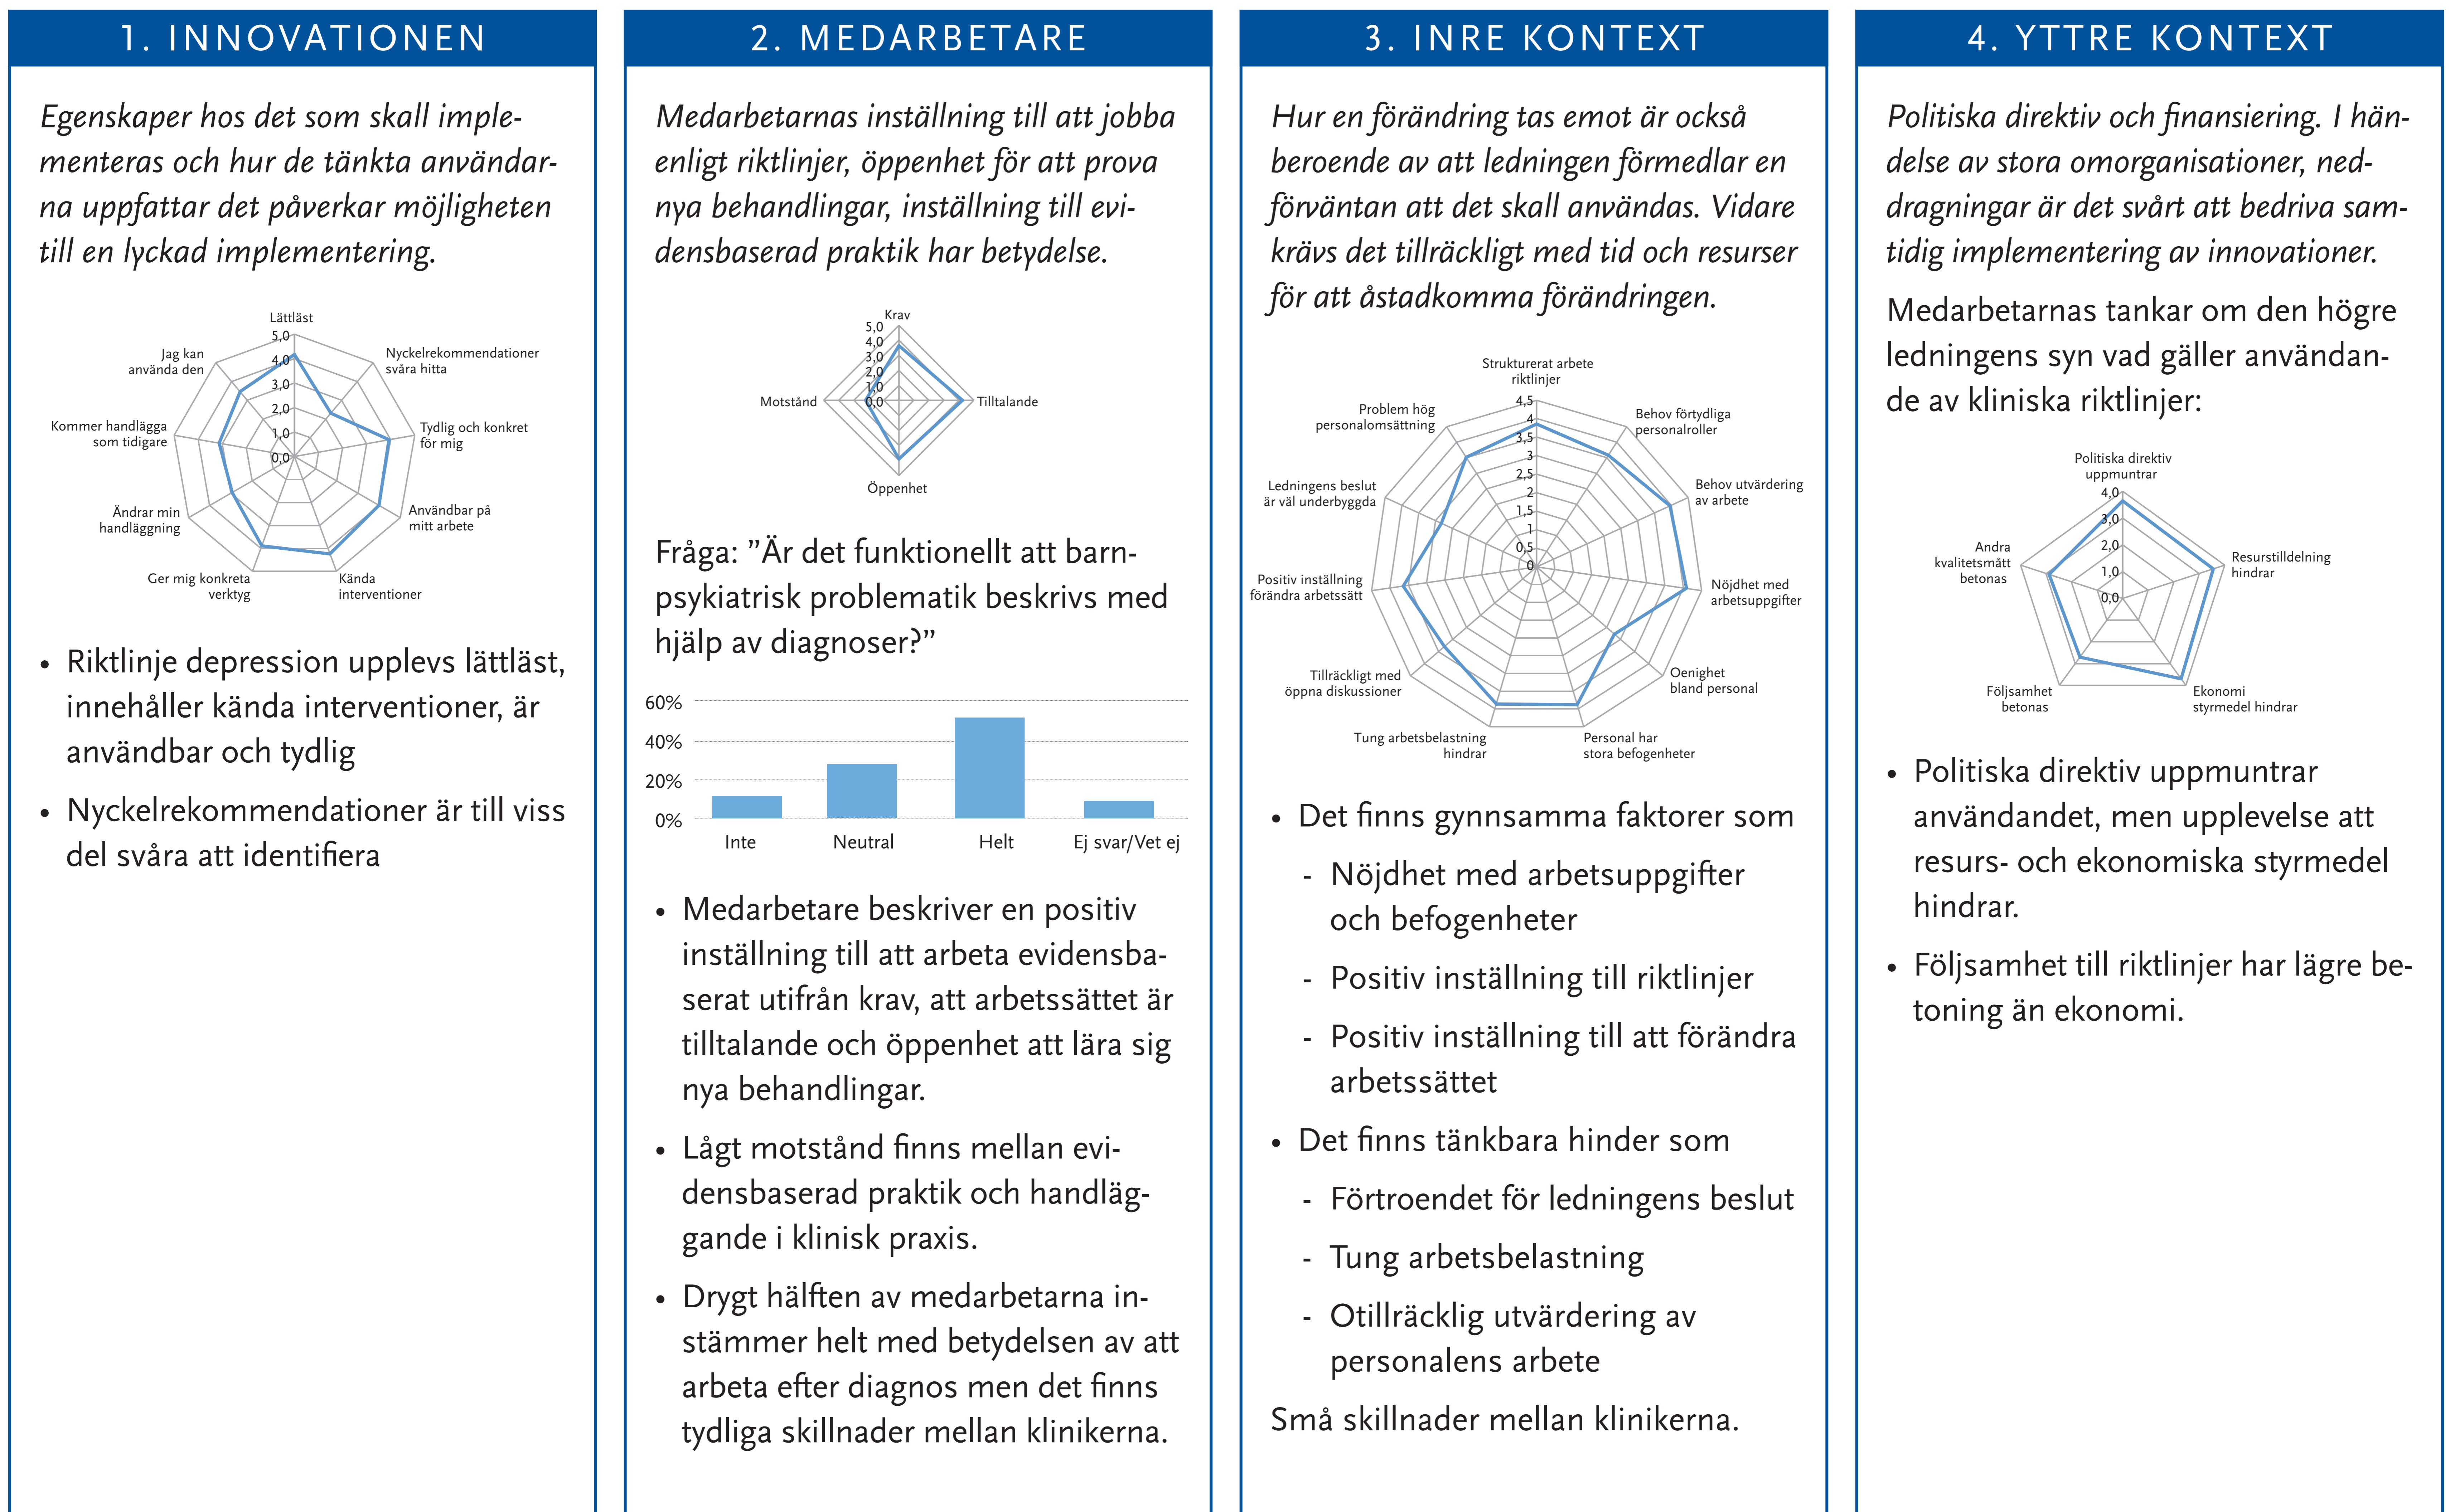 1. INNOVATIONEN
Egenskaper hos det som skall imple-
menteras och hur de tänkta användar-
na uppfattar det påverkar möjligheten
till en lyckad implementering.
Lättläst
5,0
4,0
3,0
2,0
1,0
0,0
Nyckelrekommendationer
svåra hitta
Tydlig och konkret
för mig
Användbar på
mitt arbete
Kända
interventioner
Ger mig konkreta
verktyg
Ändrar min
handläggning
Kommer handlägga
som tidigare
Jag kan
använda den
• Riktlinje depression upplevs lättläst,
innehåller kända interventioner, är
användbar och tydlig
• Nyckelrekommendationer är till viss
del svåra att identifiera
2. MEDARBETARE
Medarbetarnas inställning till att jobba
enligt riktlinjer, öppenhet för att prova
nya behandlingar, inställning till evi-
densbaserad praktik har betydelse.
Krav
5,0
4,0
3,0
2,0
1,0
0,0
Tilltalande
Öppenhet
Motstånd
Fråga: ”Är det funktionellt att barn-
psykiatrisk problematik beskrivs med
hjälp av diagnoser?”
60%
40%
20%
0%
Inte
Neutral
Helt
Ej svar/Vet ej
• Medarbetare beskriver en positiv
inställning till att arbeta evidensba-
serat utifrån krav, att arbetssättet är
tilltalande och öppenhet att lära sig
nya behandlingar.
• Lågt motstånd finns mellan evi-
densbaserad praktik och handläg-
gande i klinisk praxis.
• Drygt hälften av medarbetarna in-
stämmer helt med betydelsen av att
arbeta efter diagnos men det finns
tydliga skillnader mellan klinikerna.
3. INRE KONTEXT
Hur en förändring tas emot är också
beroende av att ledningen förmedlar en
förväntan att det skall användas. Vidare
krävs det tillräckligt med tid och resurser
för att åstadkomma förändringen.
Strukturerat arbete
riktlinjer
4,5
4
3,5
3
2,5
2
1,5
1
0,5
0
Behov förtydliga
personalroller
Behov utvärdering
av arbete
Nöjdhet med
arbetsuppgifter
Oenighet
bland personal
Personal har
stora befogenheter
Tung arbetsbelastning
hindrar
Tillräckligt med
öppna diskussioner
Positiv inställning
förändra arbetssätt
Ledningens beslut
är väl underbyggda
Problem hög
personalomsättning
• Det finns gynnsamma faktorer som
- Nöjdhet med arbetsuppgifter
och befogenheter
- Positiv inställning till riktlinjer
- Positiv inställning till att förändra
arbetssättet
• Det finns tänkbara hinder som
- Förtroendet för ledningens beslut
- Tung arbetsbelastning
- Otillräcklig utvärdering av
personalens arbete
Små skillnader mellan klinikerna.
4. YTTRE KONTEXT
Politiska direktiv och finansiering. I hän-
delse av stora omorganisationer, ned-
dragningar är det svårt att bedriva sam-
tidig implementering av innovationer.
Medarbetarnas tankar om den högre
ledningens syn vad gäller användan-
de av kliniska riktlinjer:
Politiska direktiv
uppmuntrar
4,0
3,0
2,0
1,0
0,0
Resurstilldelning
hindrar
Ekonomi
styrmedel hindrar
Följsamhet
betonas
Andra
kvalitetsmått
betonas
• Politiska direktiv uppmuntrar
användandet, men upplevelse att
resurs- och ekonomiska styrmedel
hindrar.
• Följsamhet till riktlinjer har lägre be-
toning än ekonomi.